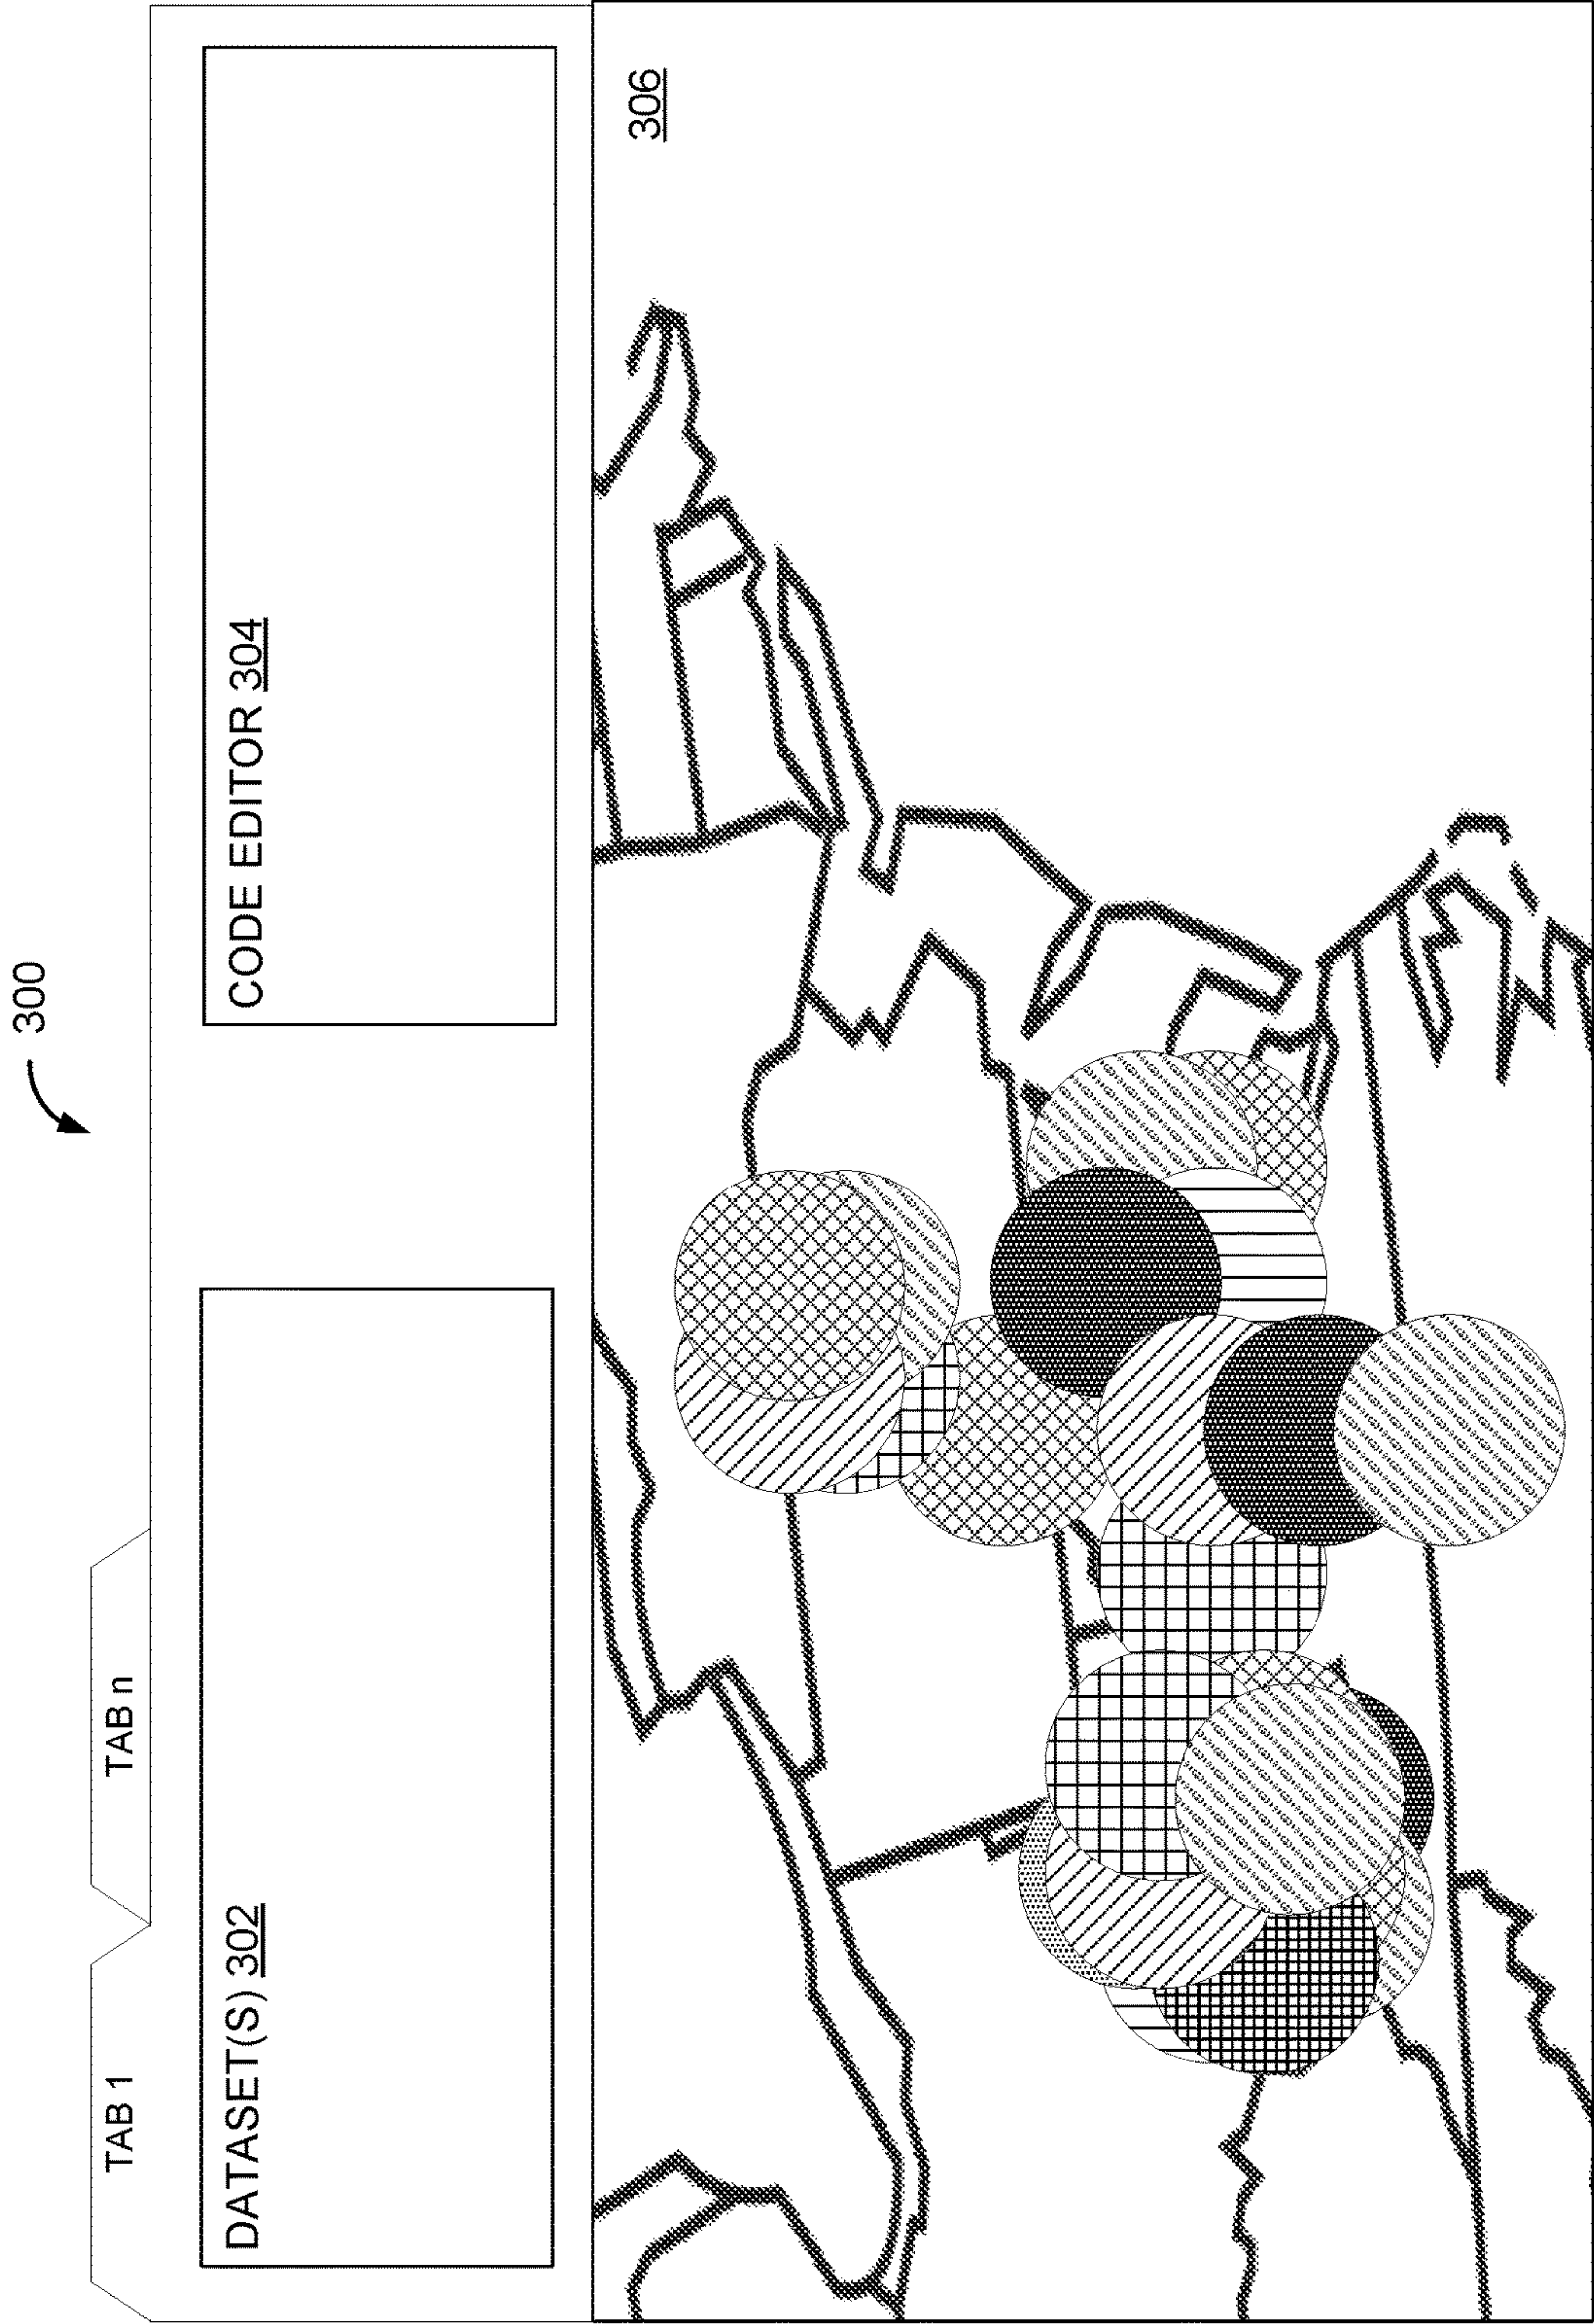 300
TAB 1
TAB n
DATASET(S) 302
CODE EDITOR 304
306